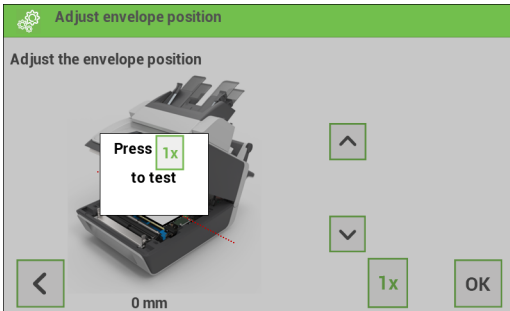 Adjust envelope position
Adjust the envelope position
Press 1x
to test
0 mm
1x
OK